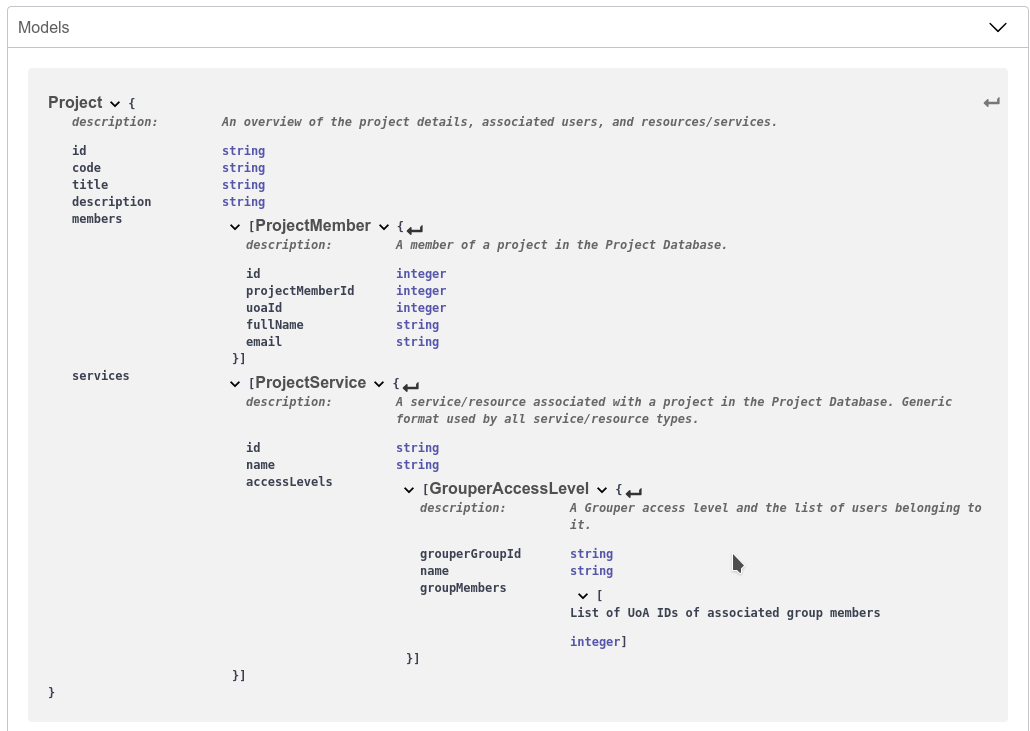 Models
Project {
description: An overview of the project details, associated users, and resources/services.
id string
code string
title string
description string
members
[ProjectMember {
description: A member of a project in the Project Database.
id integer
projectMemberId integer
uoaId integer
fullName string
email string
}]
services
[ProjectService {
description: A service/resource associated with a project in the Project Database. Generic
format used by all service/resource types.
id string
name string
accessLevels
[GrouperAccessLevel {
description: A Grouper access level and the list of users belonging to
it.
grouperGroupId string
name string
groupMembers
[
List of UoA IDs of associated group members
integer]
}]
}]
}